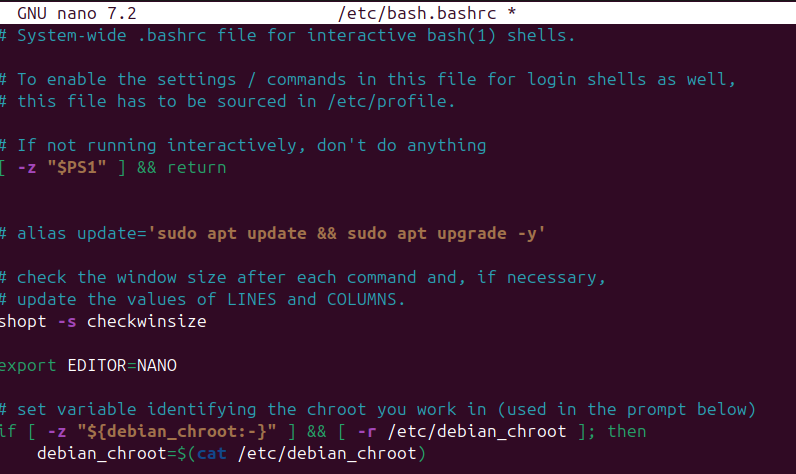 GNU nano 7.2 /etc/bash.bashrc *
# System-wide .bashrc file for interactive bash(1) shells.
# To enable the settings / commands in this file for login shells as well,
# this file has to be sourced in /etc/profile.
# If not running interactively, don't do anything
[ -z "$PS1" ] && return
# alias update='sudo apt update && sudo apt upgrade -y'
# check the window size after each command and, if necessary,
# update the values of LINES and COLUMNS.
shopt -s checkwinsize
export EDITOR=NANO
# set variable identifying the chroot you work in (used in the prompt below)
if [ -z "${debian_chroot:-}" ] && [ -r /etc/debian_chroot ]; then
debian_chroot=$(cat /etc/debian_chroot)